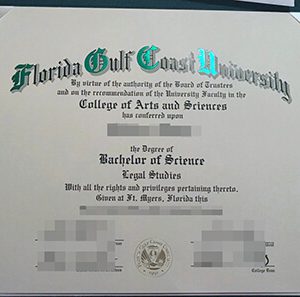 Florida Gulf Coast University
By virtue of the authority of the Board of Trustees
and on the recommendation of the University Faculty in the
College of Arts and Sciences
has conferred upon
the Degree of
Bachelor of Science
Legal Studies
With all the rights and privileges pertaining thereto.
Given at Ft. Myers, Florida this
College Dean